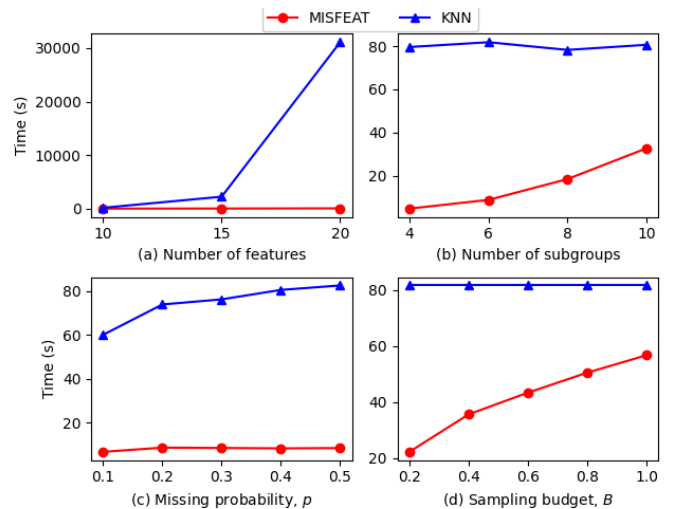 MISFEAT KNN
Time (s)
30000
20000
10000
0
10 15 20
(a) Number of features
80
60
40
20
4 6 8 10
(b) Number of subgroups
Time (s)
80
60
40
20
0.1 0.2 0.3 0.4 0.5
(c) Missing probability, p
80
60
40
20
0.2 0.4 0.6 0.8 1.0
(d) Sampling budget, B